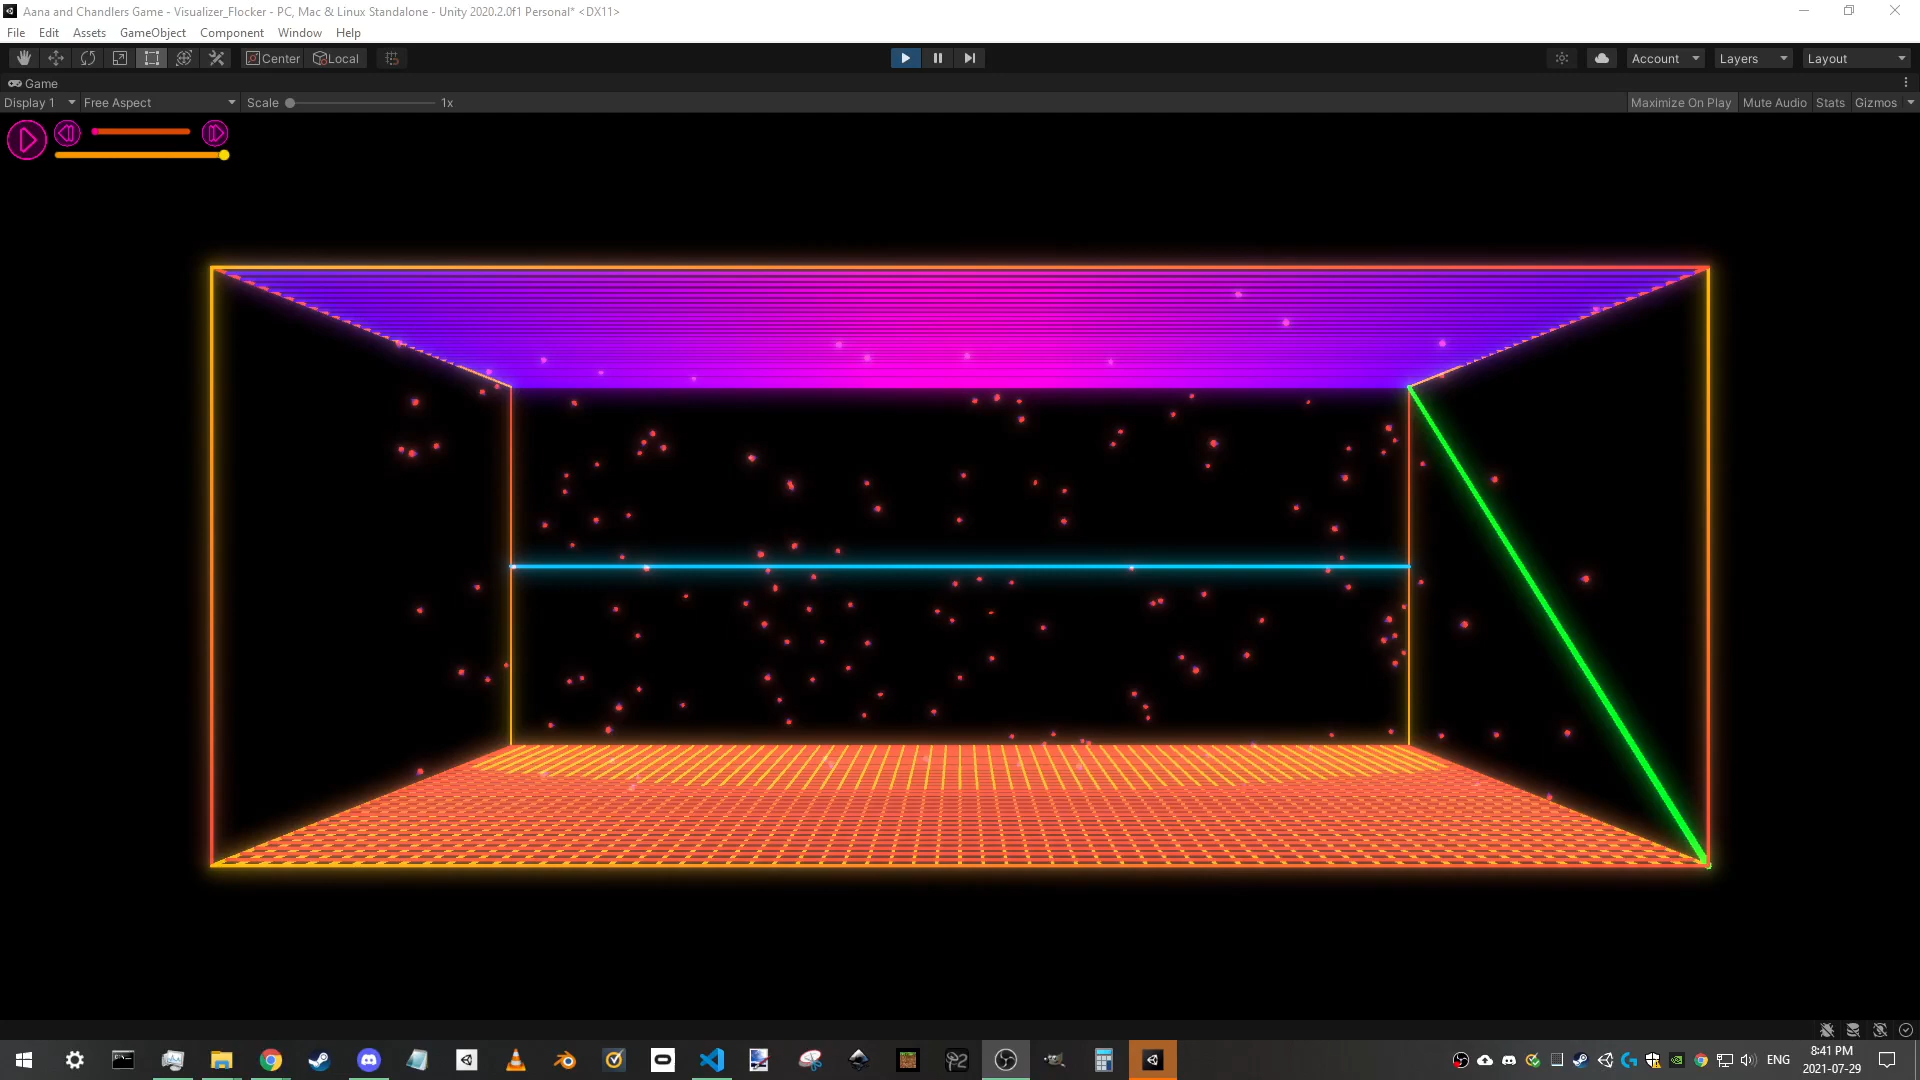 Aana and Chandlers Game - Visualizer_Flocker - PC, Mac & Linux Standalone - Unity 2020.2.0f1 Personal* <DX11>
File Edit Assets GameObject Component Window Help
Center Local Account Layers Layout
Game
Display 1 Free Aspect Scale 1x Maximize On Play Mute Audio Stats Gizmos
8:41 PM
ENG
2021-07-29